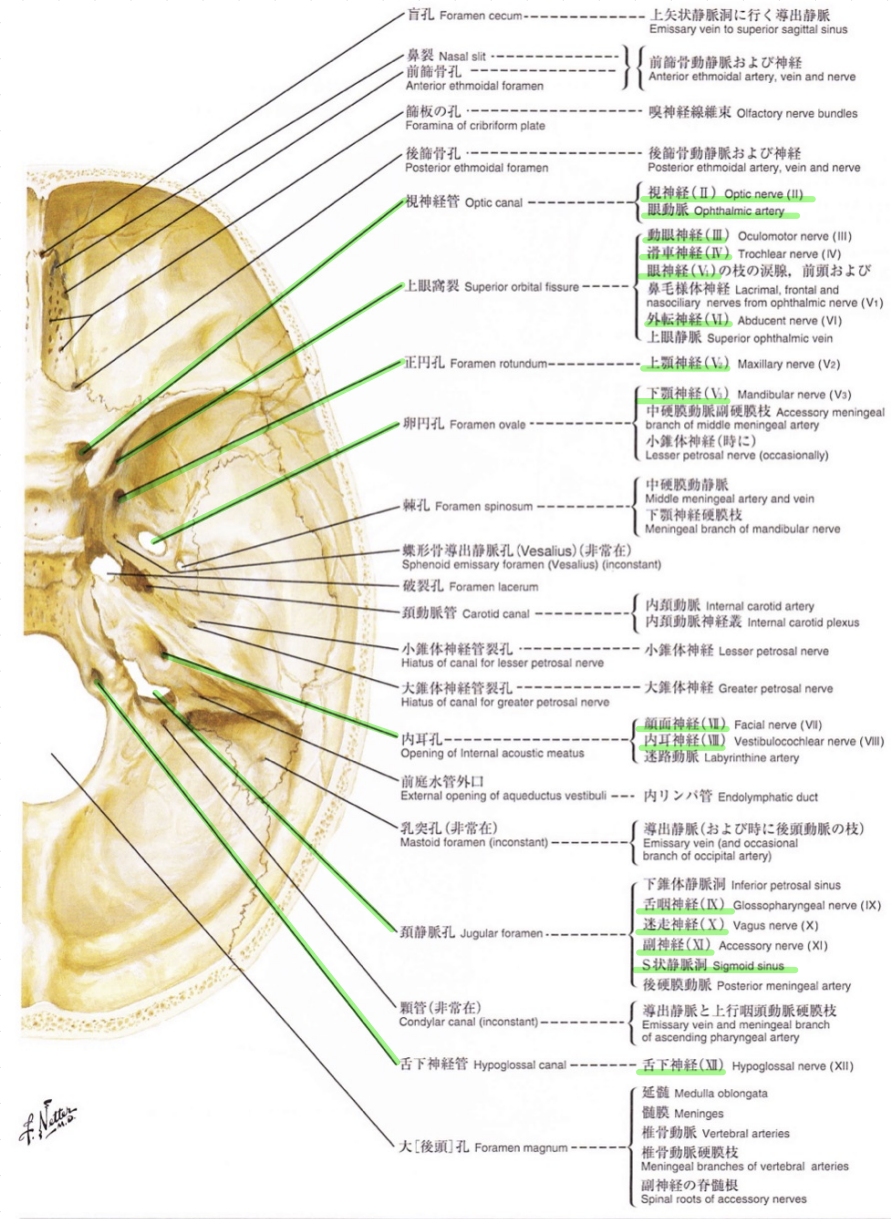 盲孔 Foramen cecum
上矢状静脈洞に行く導出静脈
Emissary vein to superior sagittal sinus
鼻裂 Nasal slit
前篩骨孔
Anterior ethmoidal foramen
前篩骨動静脈および神経
Anterior ethmoidal artery, vein and nerve
篩板の孔
Foramina of cribriform plate
嗅神経線維束 Olfactory nerve bundles
後篩骨孔
Posterior ethmoidal foramen
後篩骨動静脈および神経
Posterior ethmoidal artery, vein and nerve
視神経管 Optic canal
視神経(Ⅱ) Optic nerve (II)
眼動脈 Ophthalmic artery
上眼窩裂 Superior orbital fissure
動眼神経(Ⅲ) Oculomotor nerve (III)
滑車神経(Ⅳ) Trochlear nerve (IV)
眼神経(V₁)の枝の涙腺，前頭および
鼻毛様体神経 Lacrimal, frontal and
nasociliary nerves from ophthalmic nerve (V1)
外転神経(Ⅵ) Abducent nerve (VI)
上眼静脈 Superior ophthalmic vein
正円孔 Foramen rotundum
上顎神経(V₂) Maxillary nerve (V2)
卵円孔 Foramen ovale
下顎神経(V₃) Mandibular nerve (V3)
中硬膜動脈副硬膜枝 Accessory meningeal
branch of middle meningeal artery
小錐体神経(時に)
Lesser petrosal nerve (occasionally)
棘孔 Foramen spinosum
中硬膜動静脈
Middle meningeal artery and vein
下顎神経硬膜枝
Meningeal branch of mandibular nerve
蝶形骨導出静脈孔(Vesalius)(非常在)
Sphenoid emissary foramen (Vesalius) (inconstant)
破裂孔 Foramen lacerum
頚動脈管 Carotid canal
内頚動脈 Internal carotid artery
内頚動脈神経叢 Internal carotid plexus
小錐体神経管裂孔
Hiatus of canal for lesser petrosal nerve
小錐体神経 Lesser petrosal nerve
大錐体神経管裂孔
Hiatus of canal for greater petrosal nerve
大錐体神経 Greater petrosal nerve
内耳孔
Opening of Internal acoustic meatus
顔面神経(Ⅶ) Facial nerve (VII)
内耳神経(Ⅷ) Vestibulocochlear nerve (VIII)
迷路動脈 Labyrinthine artery
前庭水管外口
External opening of aqueductus vestibuli
内リンパ管 Endolymphatic duct
乳突孔(非常在)
Mastoid foramen (inconstant)
導出静脈(および時に後頭動脈の枝)
Emissary vein (and occasional
branch of occipital artery)
頚静脈孔 Jugular foramen
下錐体静脈洞 Inferior petrosal sinus
舌咽神経(Ⅸ) Glossopharyngeal nerve (IX)
迷走神経(Ⅹ) Vagus nerve (X)
副神経(Ⅺ) Accessory nerve (XI)
S状静脈洞 Sigmoid sinus
後硬膜動脈 Posterior meningeal artery
顆管(非常在)
Condylar canal (inconstant)
導出静脈と上行咽頭動脈硬膜枝
Emissary vein and meningeal branch
of ascending pharyngeal artery
舌下神経管 Hypoglossal canal
舌下神経(Ⅻ) Hypoglossal nerve (XII)
大[後頭]孔 Foramen magnum
延髄 Medulla oblongata
髄膜 Meninges
椎骨動脈 Vertebral arteries
椎骨動脈硬膜枝
Meningeal branches of vertebral arteries
副神経の脊髄根
Spinal roots of accessory nerves
F. Netter
M.D.